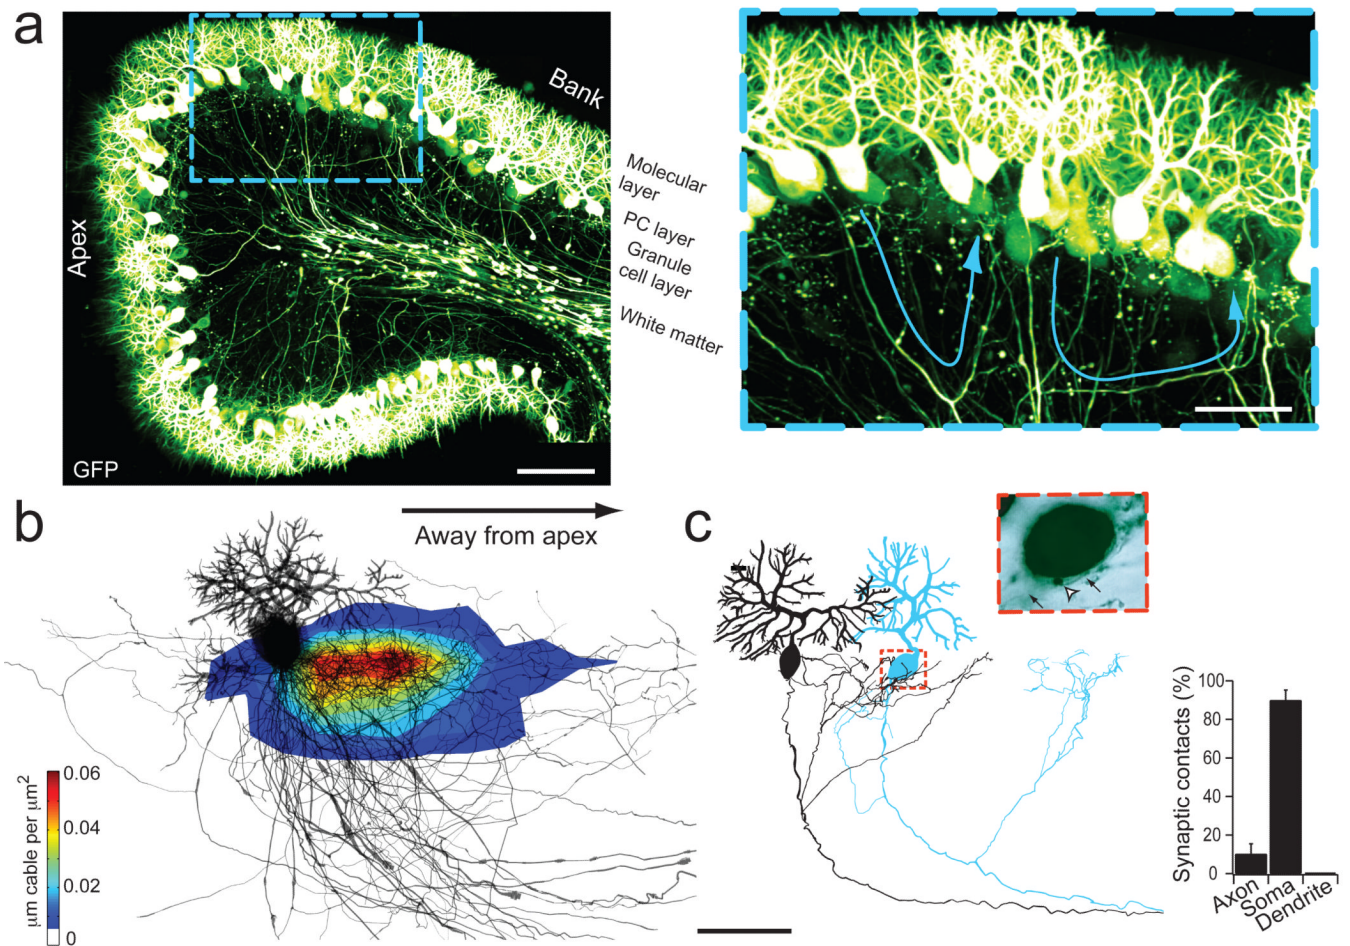 a
Bank
Apex
GFP
Molecular
layer
PC layer
Granule
cell layer
White matter
b
Away from apex
µm cable per µm²
0.06
0.04
0.02
0
c
Synaptic contacts (%)
100
80
60
40
20
0
Axon
Soma
Dendrite